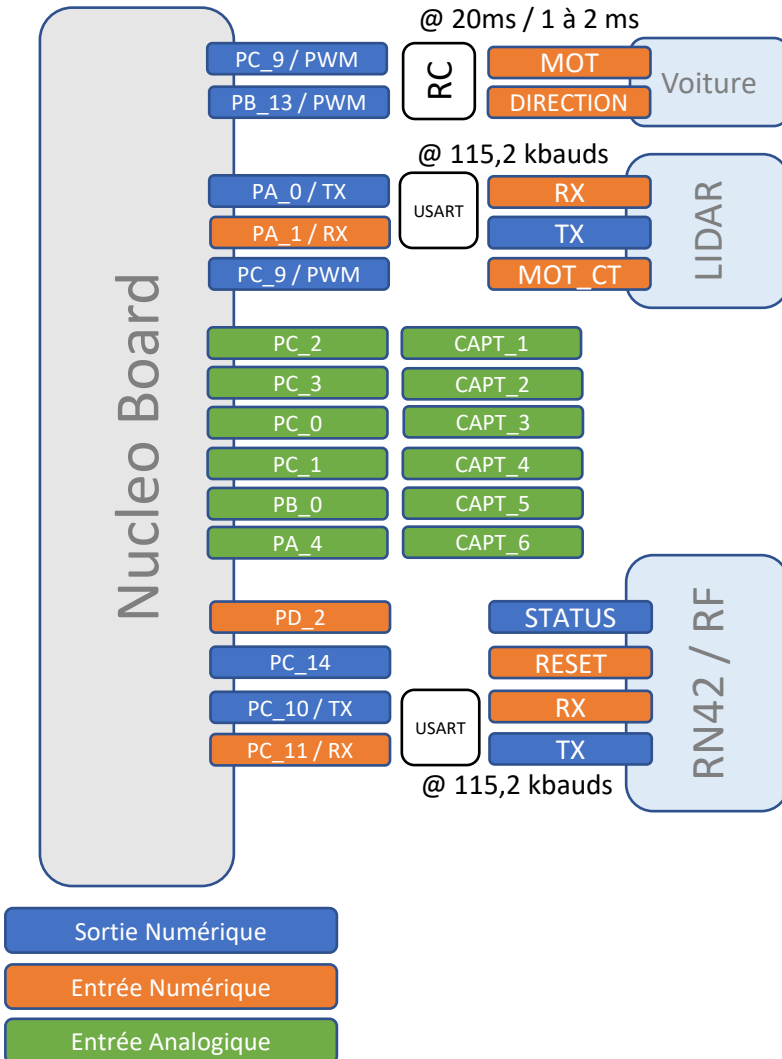 @ 20ms / 1 à 2 ms
PC_9 / PWM
RC
MOT
Voiture
PB_13 / PWM
DIRECTION
@ 115,2 kbauds
PA_0 / TX
USART
RX
LIDAR
PA_1 / RX
TX
PC_9 / PWM
MOT_CT
Nucleo Board
PC_2
CAPT_1
PC_3
CAPT_2
PC_0
CAPT_3
PC_1
CAPT_4
PB_0
CAPT_5
PA_4
CAPT_6
PD_2
STATUS
RN42 / RF
PC_14
RESET
PC_10 / TX
USART
RX
PC_11 / RX
TX
@ 115,2 kbauds
Sortie Numérique
Entrée Numérique
Entrée Analogique